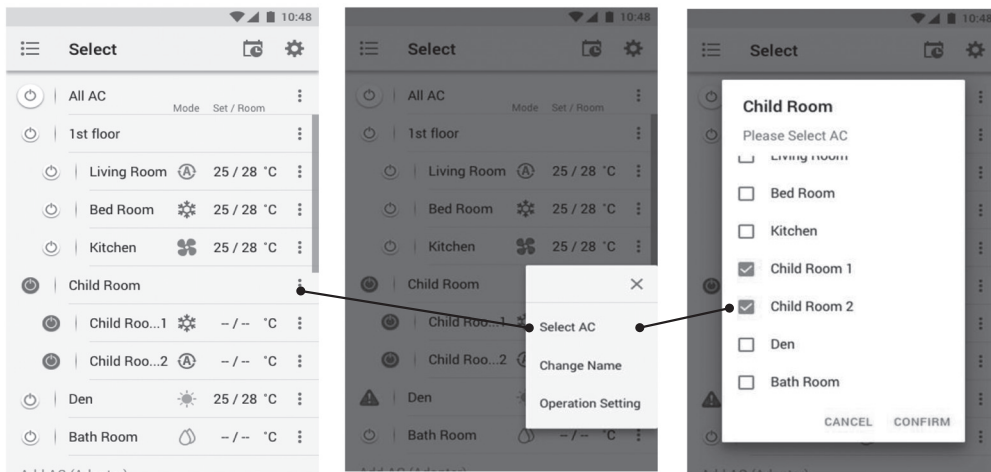 10:48
Select
All AC
Mode Set / Room
1st floor
Living Room 25 / 28 °C
Bed Room 25 / 28 °C
Kitchen 25 / 28 °C
Child Room
Child Roo...1 -- / -- °C
Child Roo...2 -- / -- °C
Den 25 / 28 °C
Bath Room -- / -- °C
10:48
Select
All AC
Mode Set / Room
1st floor
Living Room 25 / 28 °C
Bed Room 25 / 28 °C
Kitchen 25 / 28 °C
Child Room
Child Roo...1
Child Roo...2
Den
Bath Room -- / -- °C
Select AC
Change Name
Operation Setting
10:48
Select
Child Room
Please Select AC
Living Room
Bed Room
Kitchen
Child Room 1
Child Room 2
Den
Bath Room
CANCEL CONFIRM